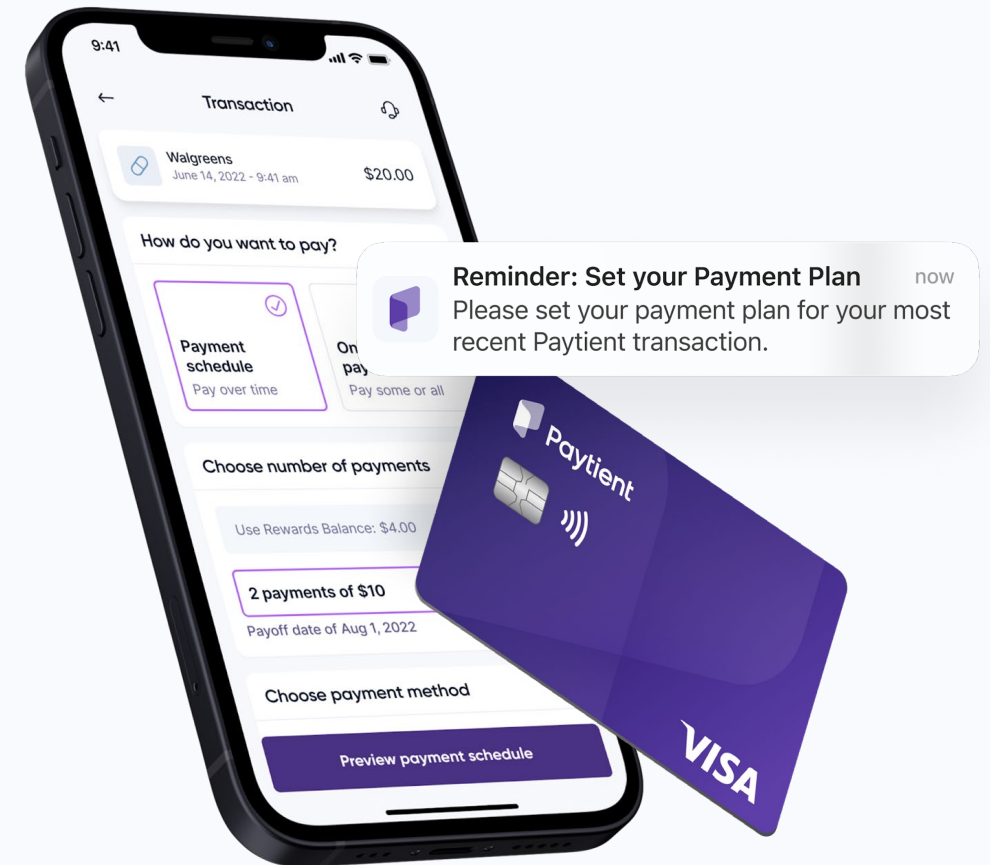 9:41
Transaction
Walgreens
June 14, 2022 - 9:41 am
$20.00
How do you want to pay?
Payment
schedule
Pay over time
Pay some or all
Reminder: Set your Payment Plan
now
Please set your payment plan for your most
recent Paytient transaction.
Choose number of payments
Use Rewards Balance: $4.00
2 payments of $10
Payoff date of Aug 1, 2022
Choose payment method
Preview payment schedule
Paytient
VISA